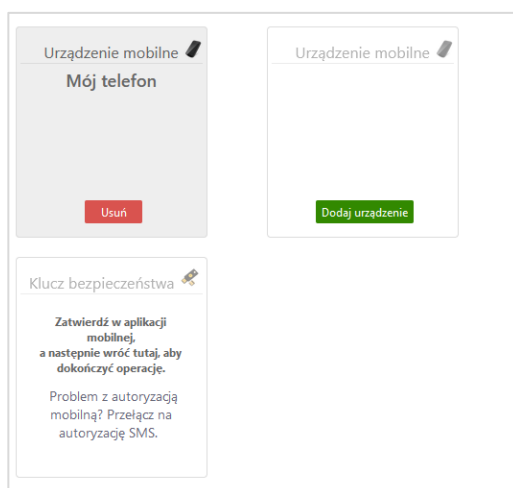 Urządzenie mobilne
Mój telefon
Usuń
Urządzenie mobilne
Dodaj urządzenie
Klucz bezpieczeństwa
Zatwierdź w aplikacji
mobilnej,
a następnie wróć tutaj, aby
dokończyć operację.
Problem z autoryzacją
mobilną? Przełącz na
autoryzację SMS.